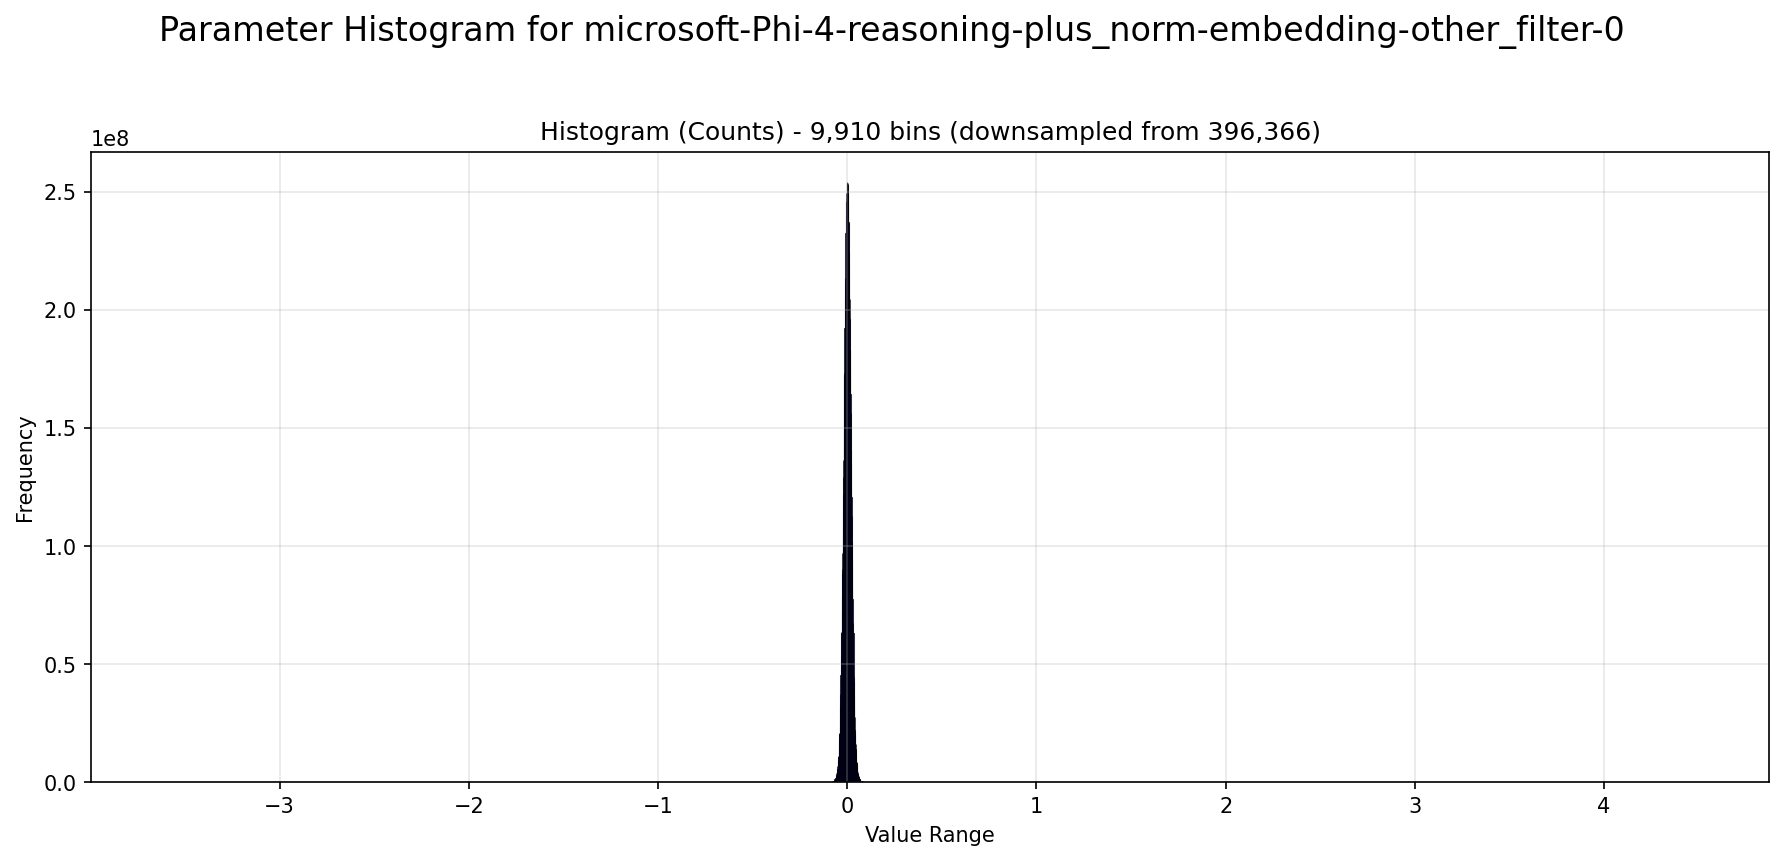 Parameter Histogram for microsoft-Phi-4-reasoning-plus_norm-embedding-other_filter-0
Histogram (Counts) - 9,910 bins (downsampled from 396,366)
1e8
2.5
2.0
1.5
1.0
0.5
0.0
Frequency
−3 −2 −1 0 1 2 3 4
Value Range